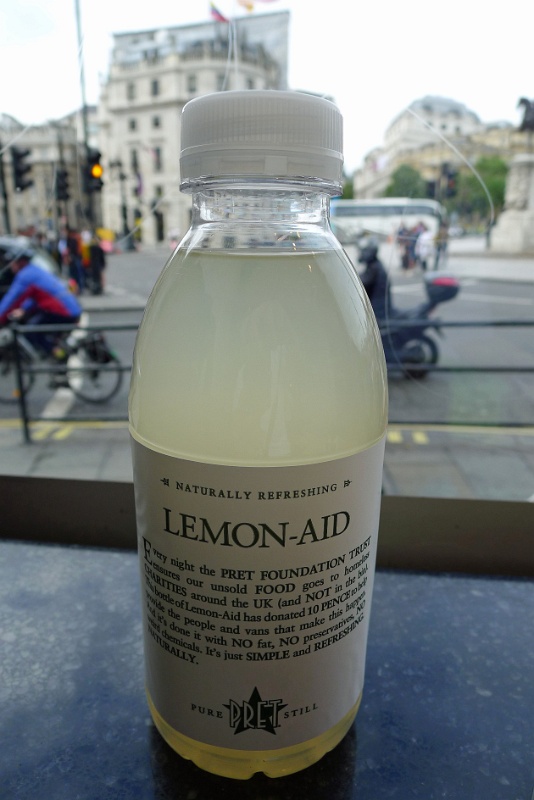 NATURALLY REFRESHING
LEMON-AID
Every night the PRET FOUNDATION TRUST
ensures our unsold FOOD goes to homeless
CHARITIES around the UK (and NOT in the bin).
bottle of Lemon-Aid has donated 10 PENCE to help
provide the people and vans that make this happen.
it's done it with NO fat, NO preservatives, NO
chemicals. It's just SIMPLE and REFRESHING.
NATURALLY.
PURE PRET STILL